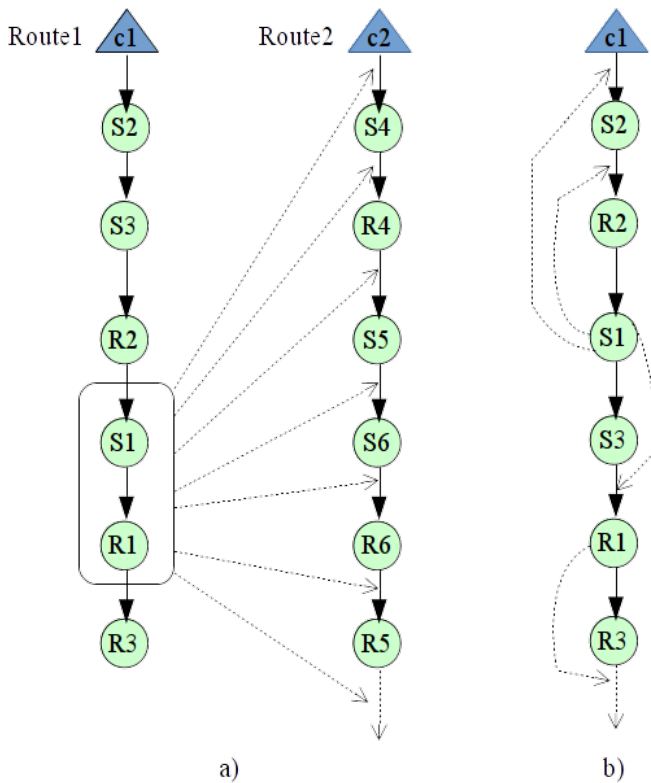 Route1
c1
S2
S3
R2
S1
R1
R3
Route2
c2
S4
R4
S5
S6
R6
R5
a)
c1
S2
R2
S1
S3
R1
R3
b)